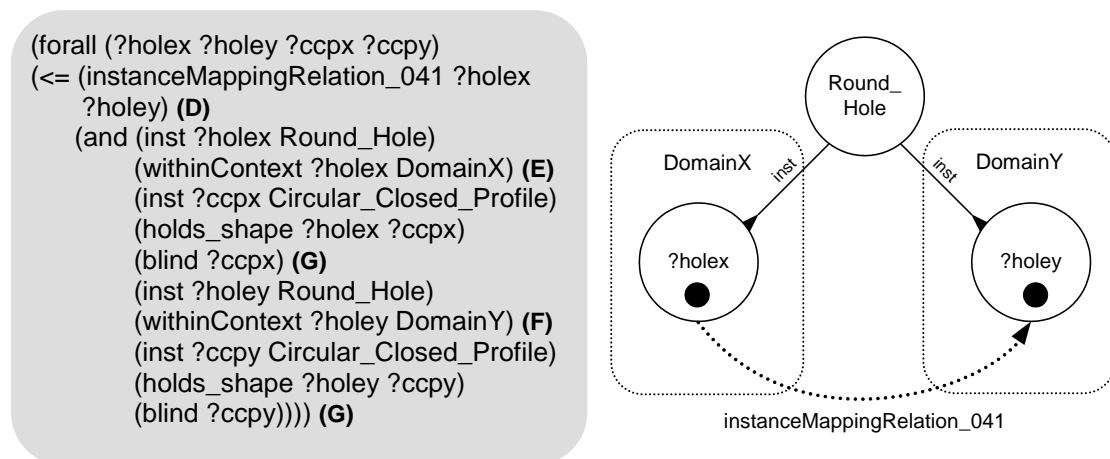 (forall (?holex ?holey ?ccpx ?ccpy)
(<= (instanceMappingRelation_041 ?holex
?holey) (D)
(and (inst ?holex Round_Hole)
(withinContext ?holex DomainX) (E)
(inst ?ccpx Circular_Closed_Profile)
(holds_shape ?holex ?ccpx)
(blind ?ccpx) (G)
(inst ?holey Round_Hole)
(withinContext ?holey DomainY) (F)
(inst ?ccpy Circular_Closed_Profile)
(holds_shape ?holey ?ccpy)
(blind ?ccpy)))) (G)
Round_
Hole
DomainX
inst
inst
DomainY
?holex
?holey
instanceMappingRelation_041